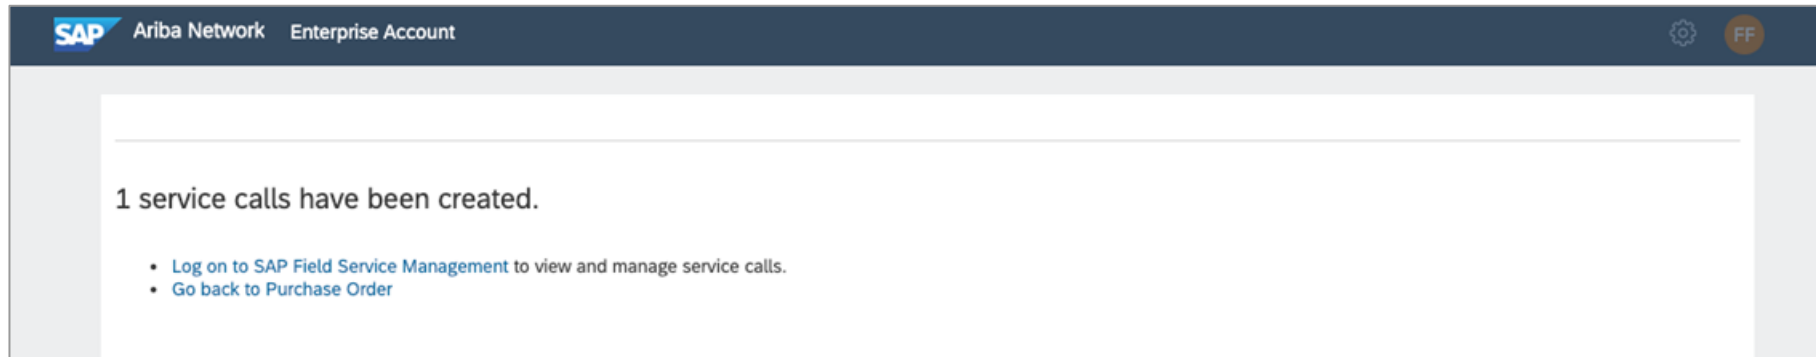 SAP Ariba Network Enterprise Account FF
1 service calls have been created.
• Log on to SAP Field Service Management to view and manage service calls.
• Go back to Purchase Order